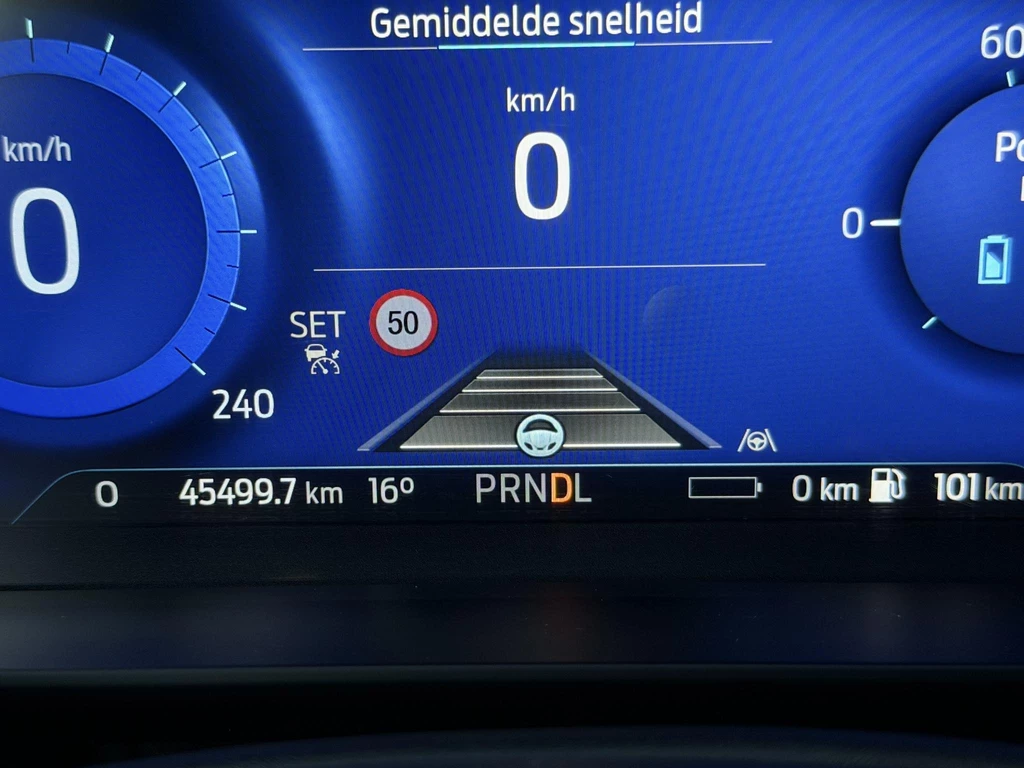 Gemiddelde snelheid
60
km/h
km/h
0
0
0
SET 50
240
O 45499.7 km 16° PRNDL 0 km 101 km